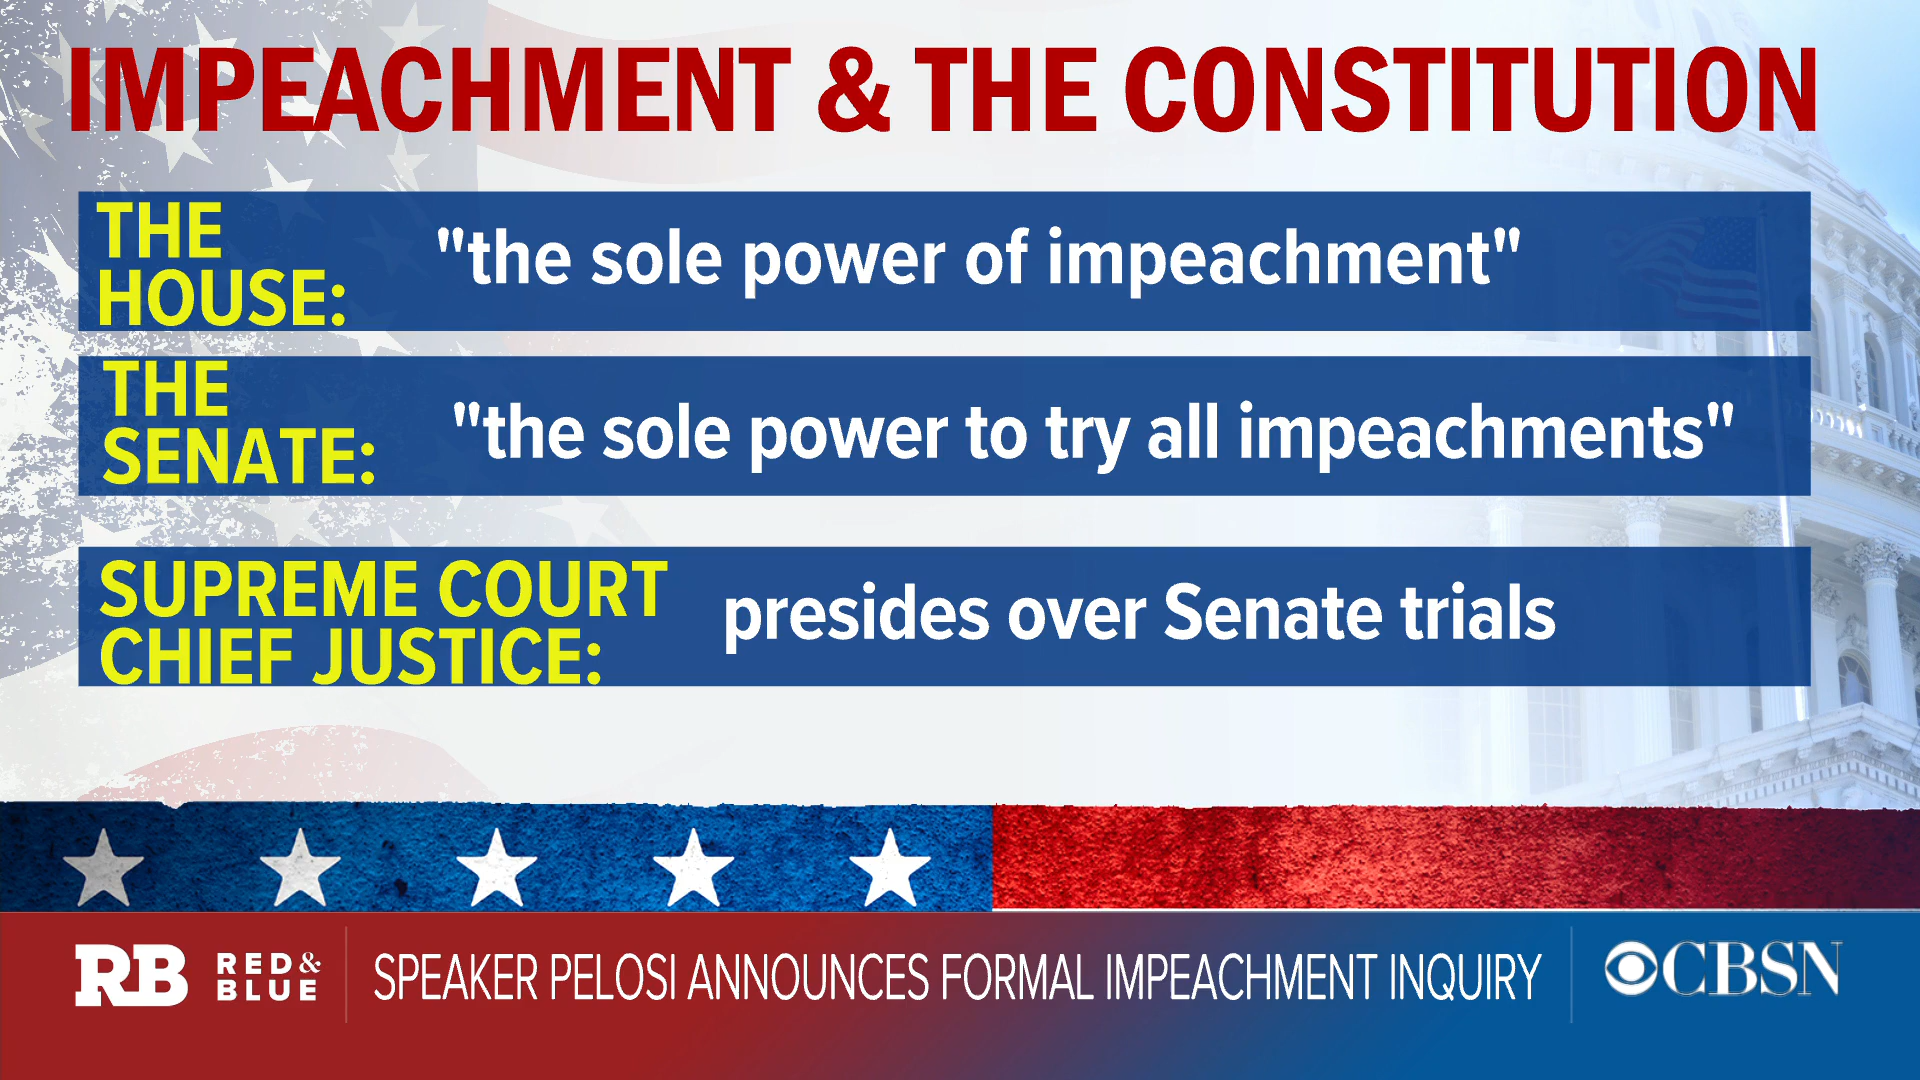 IMPEACHMENT & THE CONSTITUTION
THE
HOUSE:
"the sole power of impeachment"
THE
SENATE:
"the sole power to try all impeachments"
SUPREME COURT
CHIEF JUSTICE:
presides over Senate trials
RB
RED &
BLUE
SPEAKER PELOSI ANNOUNCES FORMAL IMPEACHMENT INQUIRY
CBSN